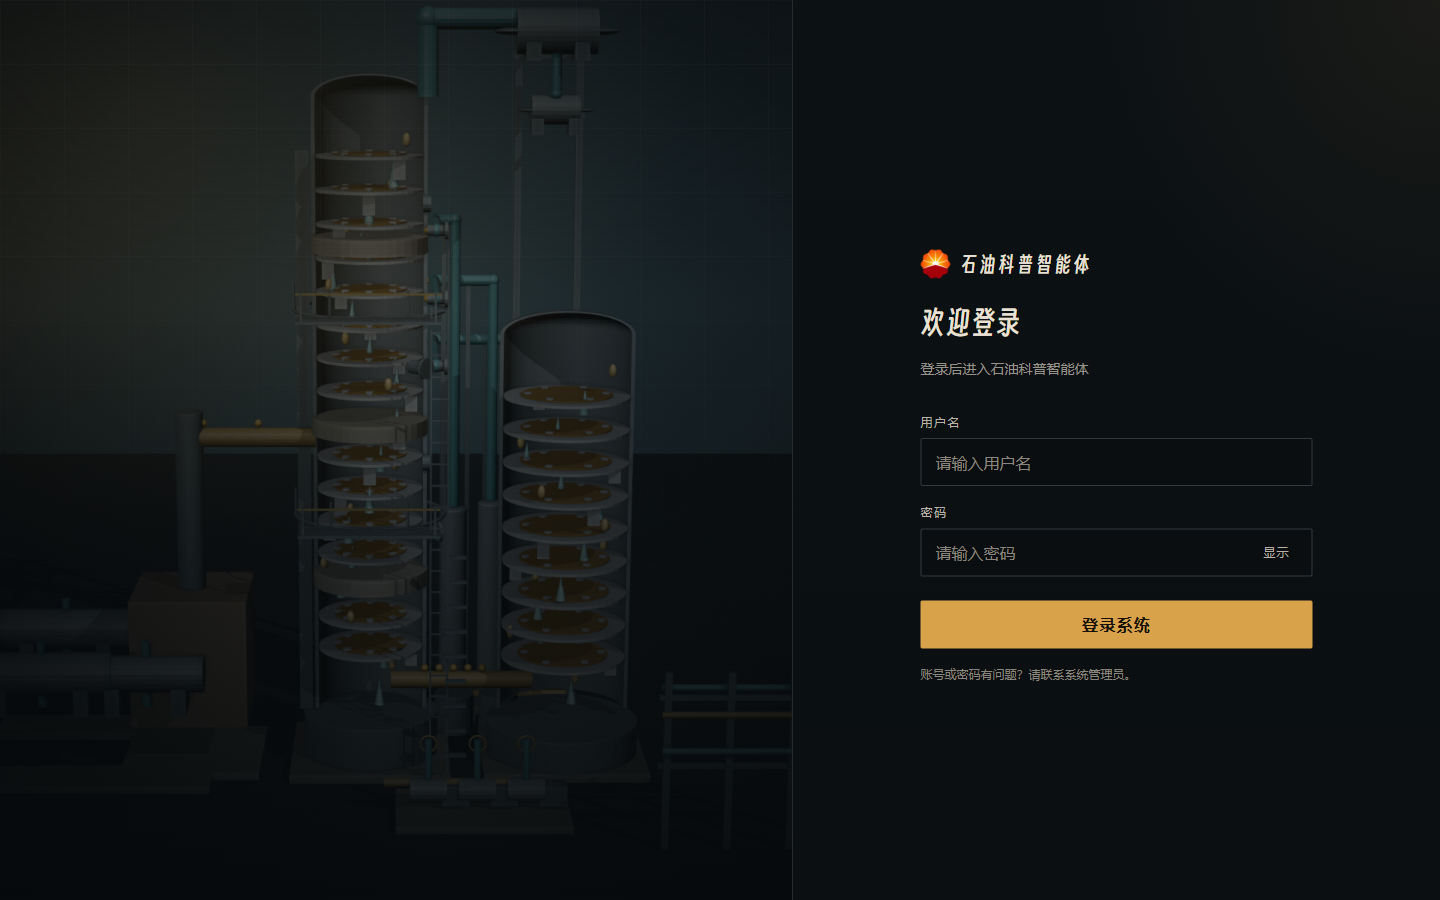 石油科普智能体
欢迎登录
登录后进入石油科普智能体
用户名
请输入用户名
密码
请输入密码
显示
登录系统
账号或密码有问题？请联系系统管理员。